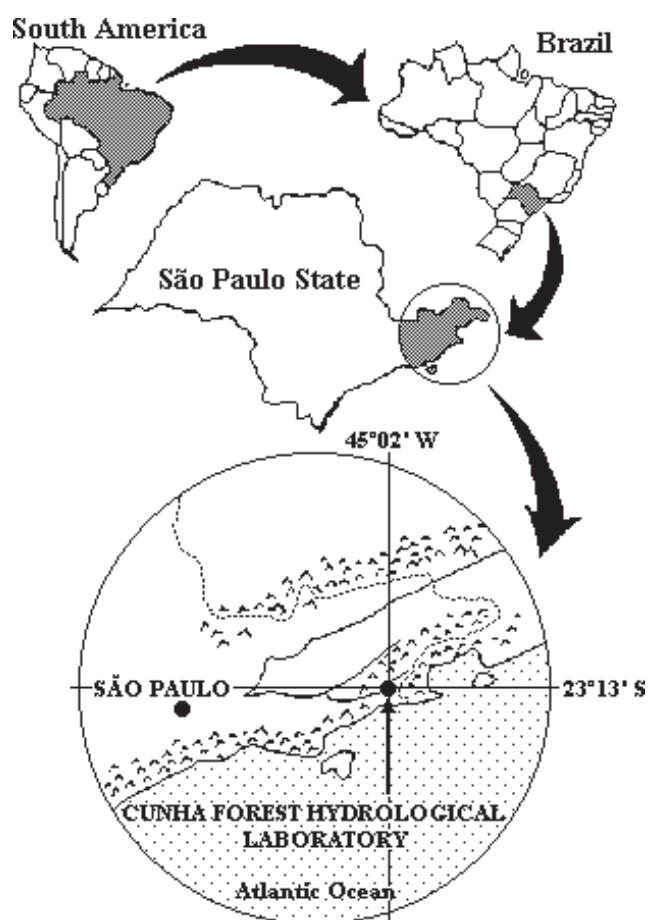 South America
Brazil
São Paulo State
45°02' W
SÃO PAULO
23°13' S
CUNHA FOREST HYDROLOGICAL
LABORATORY
Atlantic Ocean